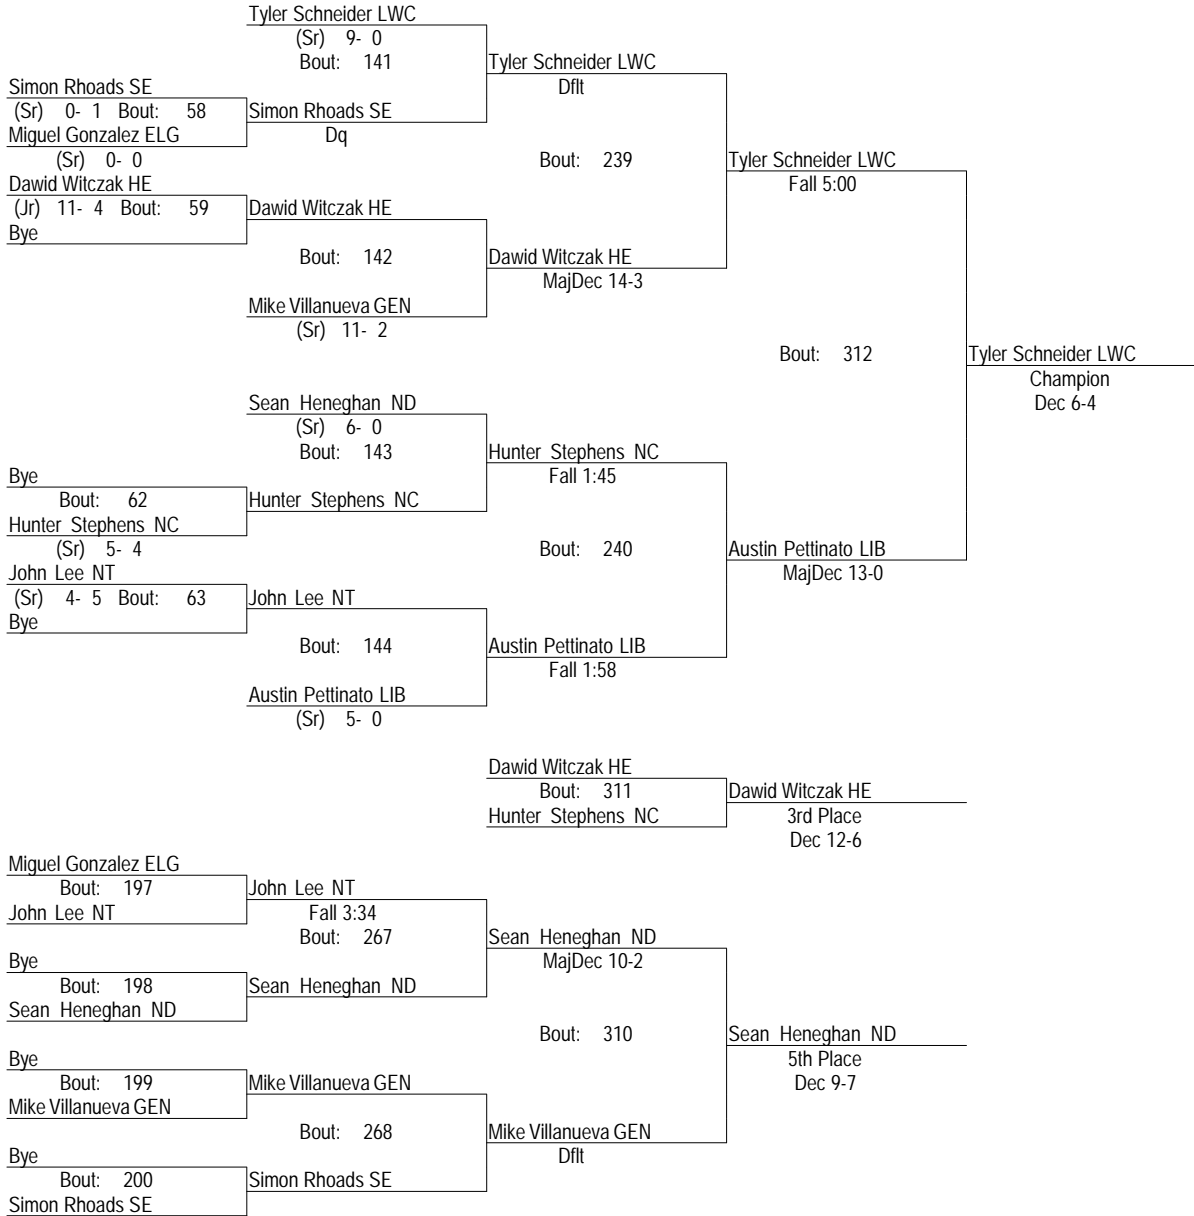 Tyler Schneider LWC
(Sr) 9- 0
Bout: 141
Tyler Schneider LWC
Dflt
Simon Rhoads SE
(Sr) 0- 1 Bout: 58
Simon Rhoads SE
Miguel Gonzalez ELG
Dq
(Sr) 0- 0
Bout: 239
Tyler Schneider LWC
Fall 5:00
Dawid Witczak HE
(Jr) 11- 4 Bout: 59
Dawid Witczak HE
Bye
Bout: 142
Dawid Witczak HE
MajDec 14-3
Mike Villanueva GEN
(Sr) 11- 2
Bout: 312
Tyler Schneider LWC
Champion
Dec 6-4
Sean Heneghan ND
(Sr) 6- 0
Bout: 143
Hunter Stephens NC
Fall 1:45
Bye
Bout: 62
Hunter Stephens NC
Hunter Stephens NC
(Sr) 5- 4
Bout: 240
Austin Pettinato LIB
MajDec 13-0
John Lee NT
(Sr) 4- 5 Bout: 63
John Lee NT
Bye
Bout: 144
Austin Pettinato LIB
Fall 1:58
Austin Pettinato LIB
(Sr) 5- 0
Dawid Witczak HE
Bout: 311
Dawid Witczak HE
Hunter Stephens NC
3rd Place
Dec 12-6
Miguel Gonzalez ELG
Bout: 197
John Lee NT
John Lee NT
Fall 3:34
Bout: 267
Sean Heneghan ND
MajDec 10-2
Bye
Bout: 198
Sean Heneghan ND
Sean Heneghan ND
Bout: 310
Sean Heneghan ND
5th Place
Dec 9-7
Bye
Bout: 199
Mike Villanueva GEN
Mike Villanueva GEN
Bout: 268
Mike Villanueva GEN
Dflt
Bye
Bout: 200
Simon Rhoads SE
Simon Rhoads SE